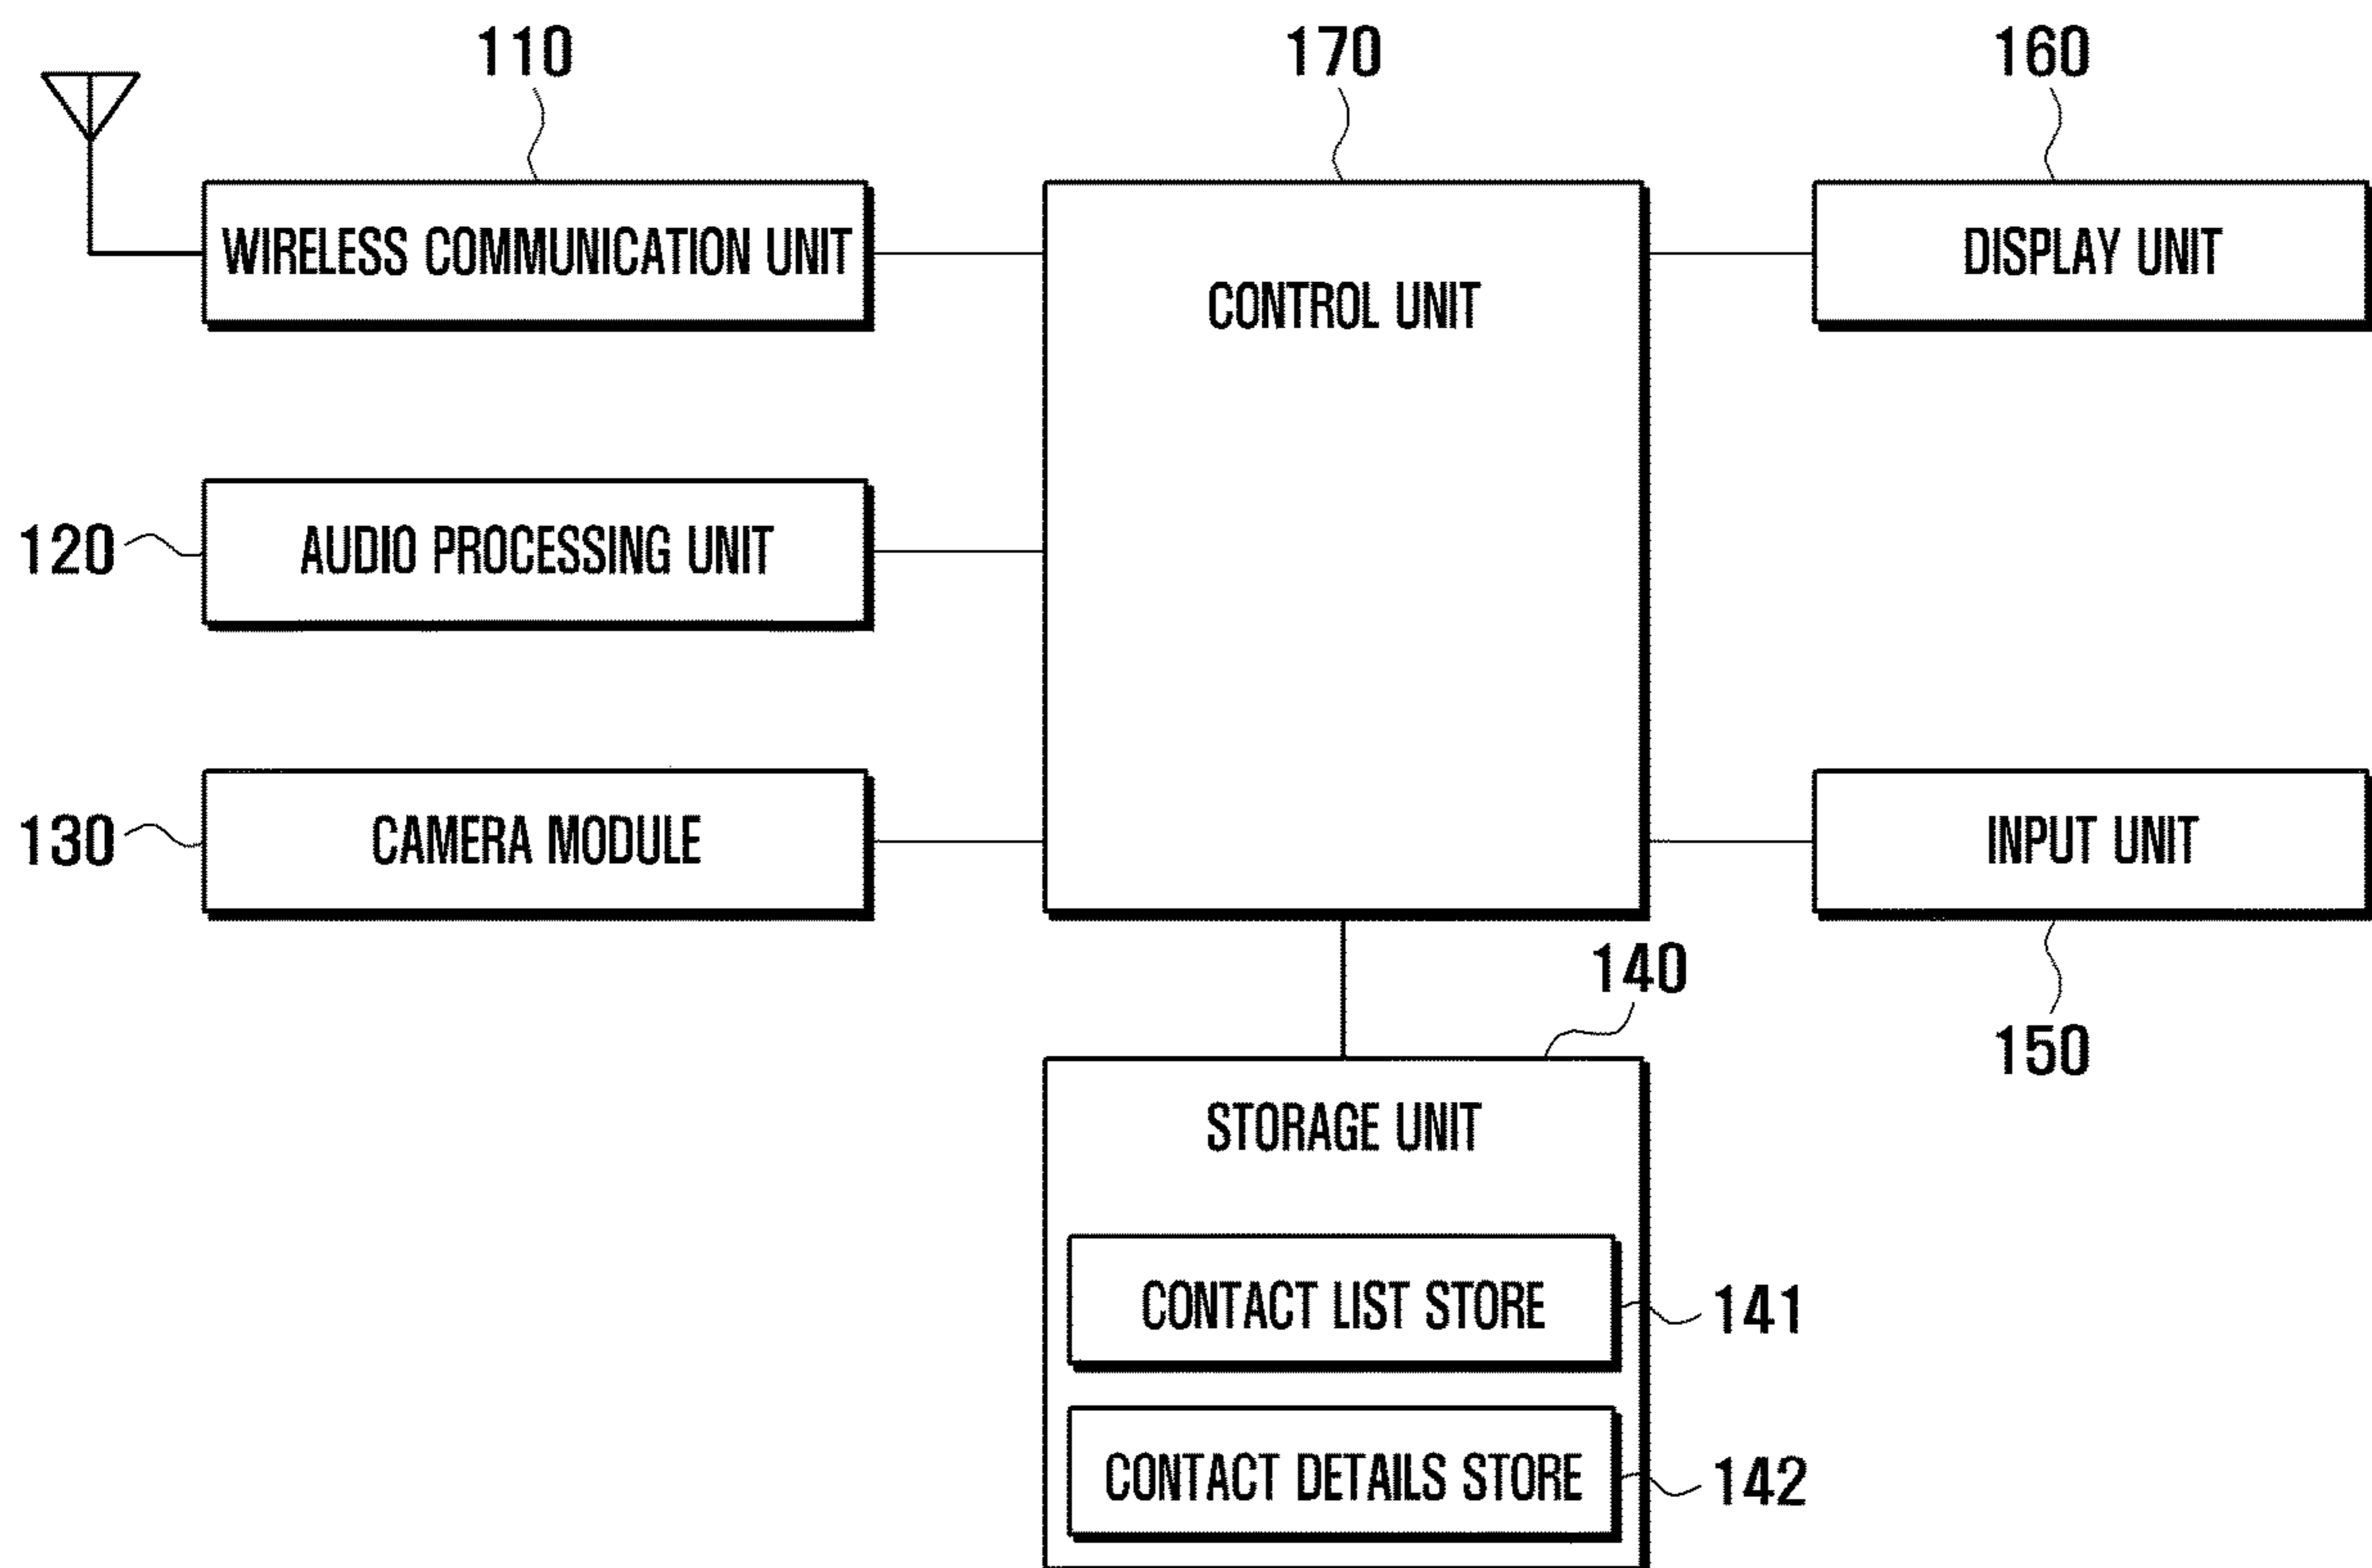 110
170
160
WIRELESS COMMUNICATION UNIT
CONTROL UNIT
DISPLAY UNIT
120
AUDIO PROCESSING UNIT
130
CAMERA MODULE
INPUT UNIT
140
150
STORAGE UNIT
CONTACT LIST STORE
141
CONTACT DETAILS STORE
142